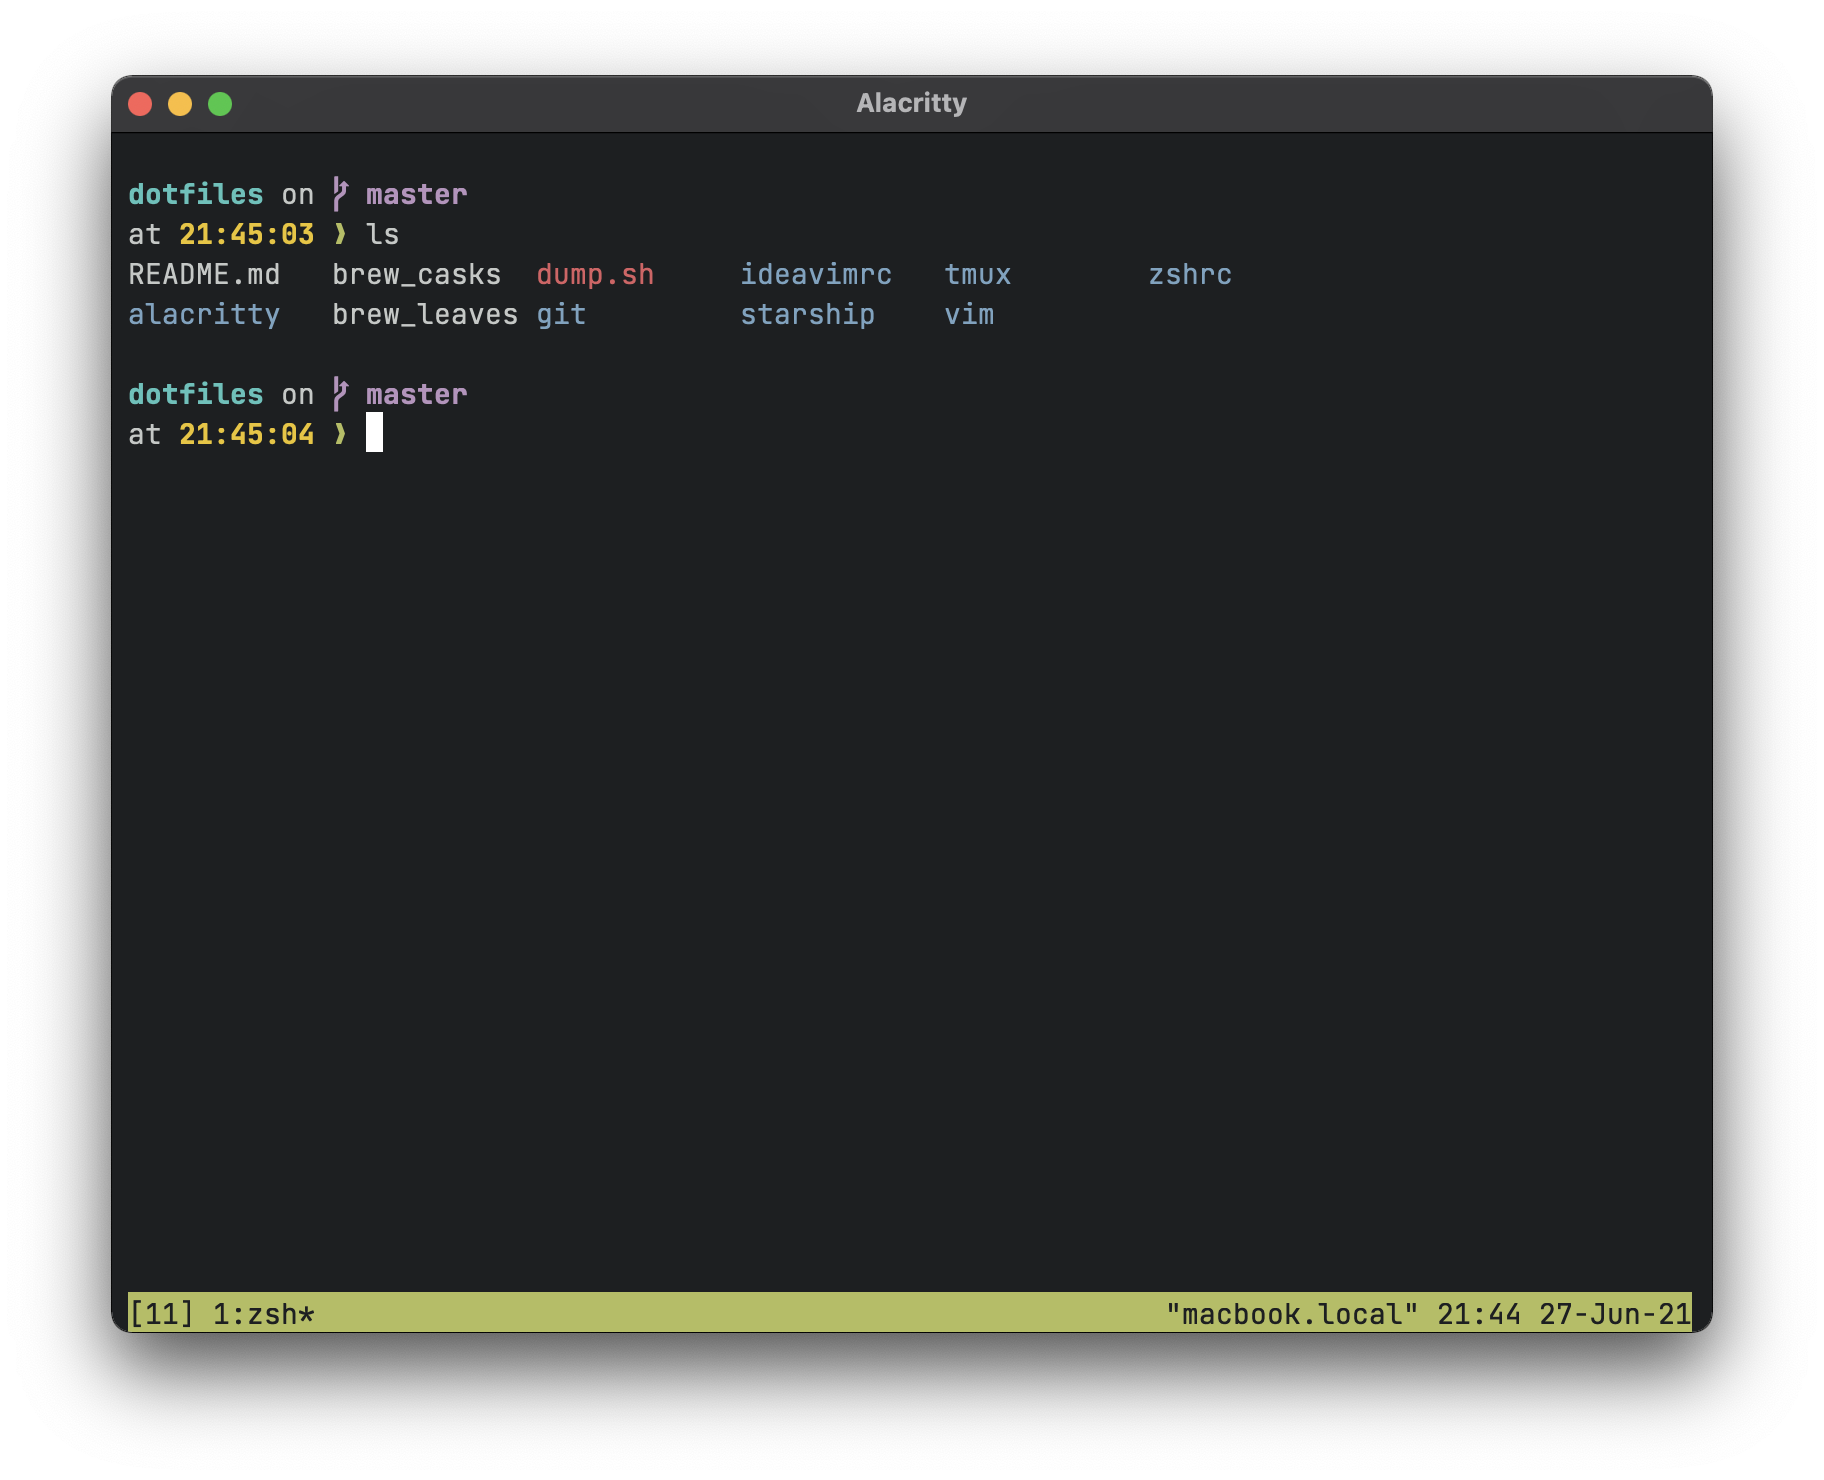 Alacritty
dotfiles on master
at 21:45:03 ❱ ls
README.md brew_casks dump.sh ideavimrc tmux zshrc
alacritty brew_leaves git starship vim
dotfiles on master
at 21:45:04 ❱
[11] 1:zsh* "macbook.local" 21:44 27-Jun-21